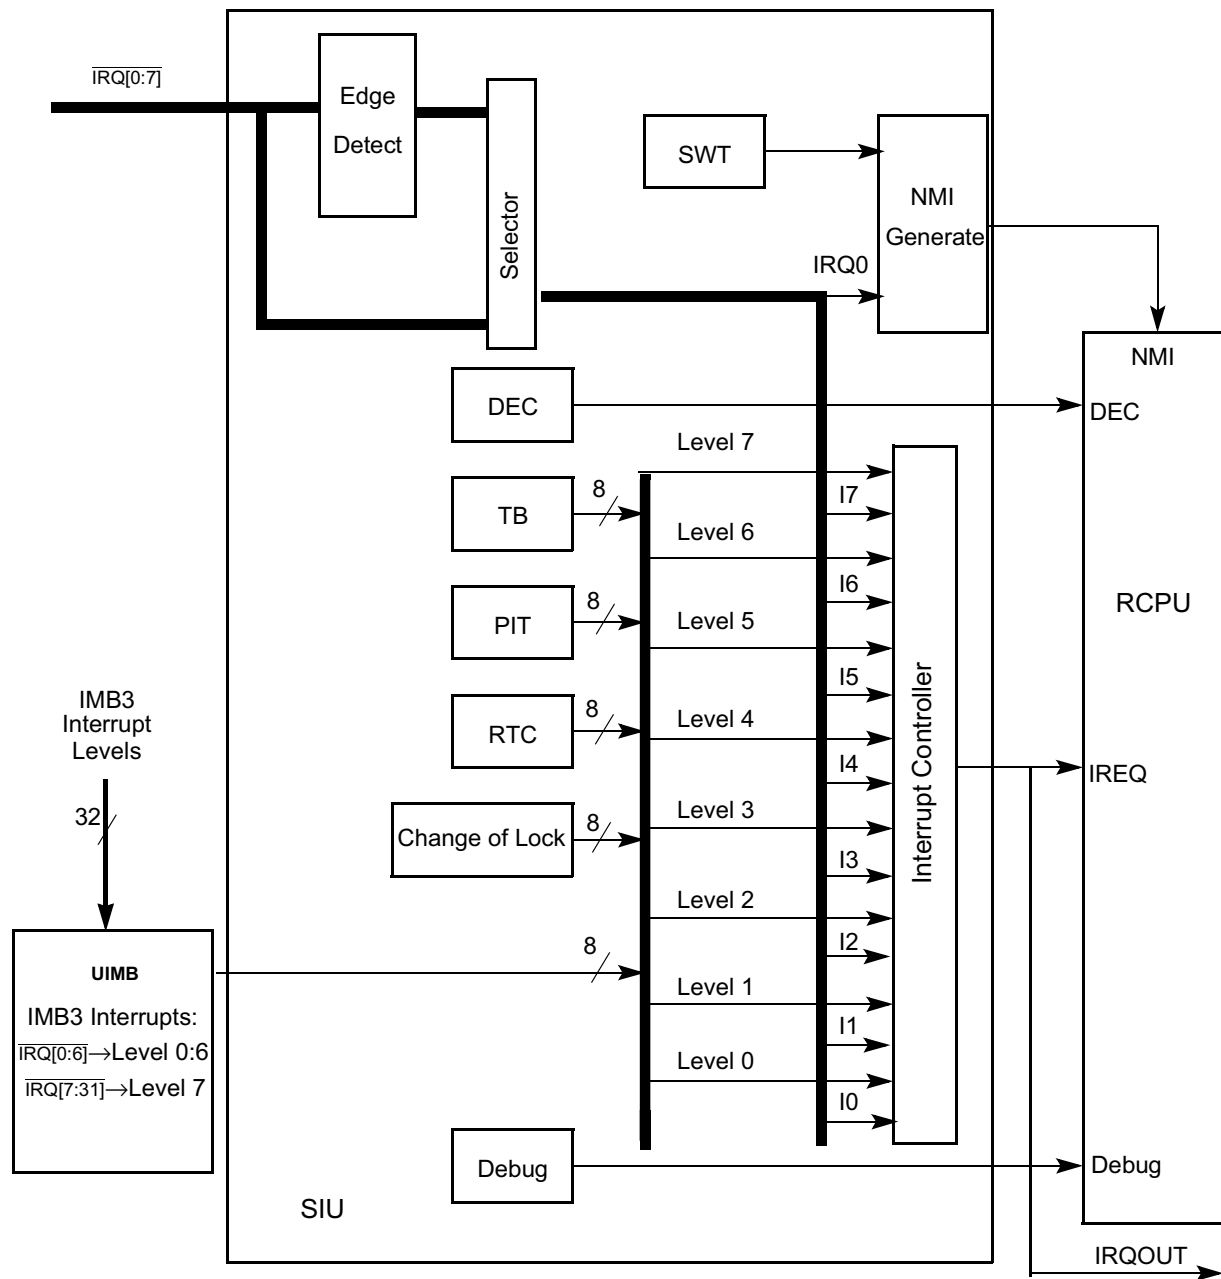 IRQ[0:7]
Edge
Detect
Selector
SWT
NMI
Generate
IRQ0
NMI
DEC
DEC
Level 7
8
TB
I7
Level 6
8
PIT
I6
Level 5
RCPU
I5
IMB3
Interrupt
Levels
8
RTC
Level 4
Interrupt Controller
I4
IREQ
32
8
Change of Lock
Level 3
I3
Level 2
I2
8
UIMB
IMB3 Interrupts:
IRQ[0:6]→Level 0:6
IRQ[7:31]→Level 7
Level 1
I1
Level 0
I0
Debug
Debug
SIU
IRQOUT